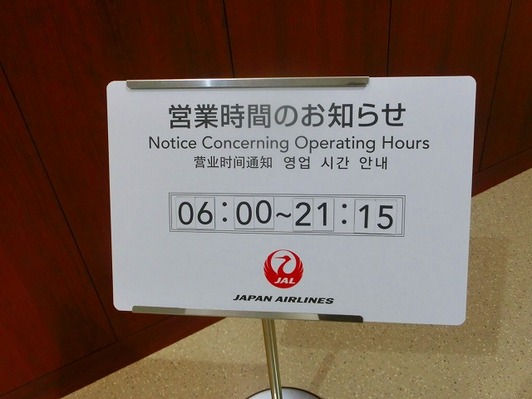 営業時間のお知らせ
Notice Concerning Operating Hours
营业时间通知 영업 시간 안내
06:00~21:15
JAL
JAPAN AIRLINES